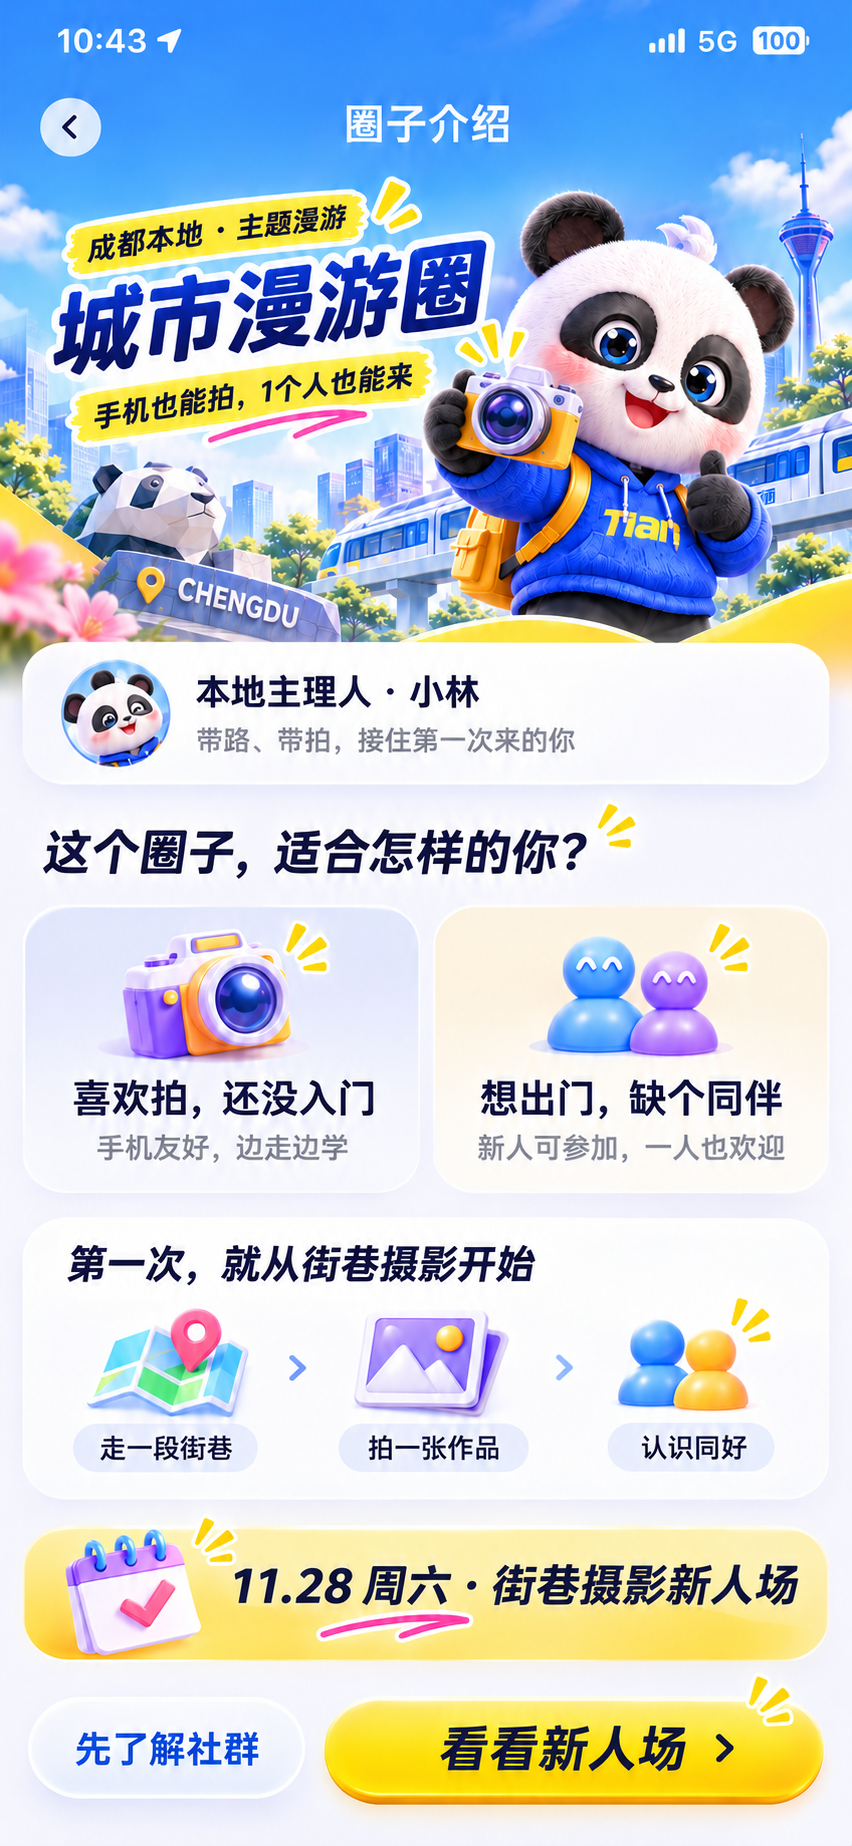 10:43
5G
100
圈子介绍
成都本地 · 主题漫游
城市漫游圈
手机也能拍，1个人也能来
Tian
CHENGDU
本地主理人 · 小林
带路、带拍，接住第一次来的你
这个圈子，适合怎样的你？
喜欢拍，还没入门
手机友好，边走边学
想出门，缺个同伴
新人可参加，一人也欢迎
第一次，就从街巷摄影开始
走一段街巷
拍一张作品
认识同好
11.28 周六 · 街巷摄影新人场
先了解社群
看看新人场